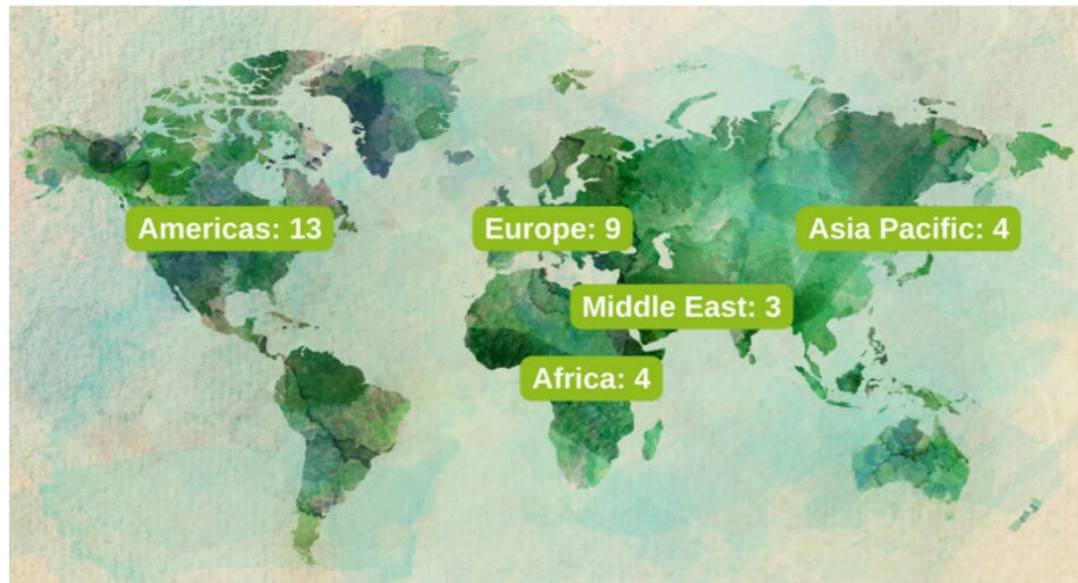 Americas: 13
Europe: 9
Asia Pacific: 4
Middle East: 3
Africa: 4